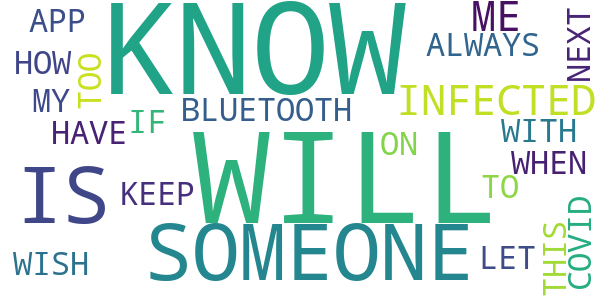 APP
KNOW
ME
ALWAYS
NEXT
HOW
TOO
MY
BLUETOOTH
INFECTED
HAVE
IF
WILL
ON
WITH
WHEN
IS
KEEP
TO
SOMEONE
WISH
LET
THIS
COVID